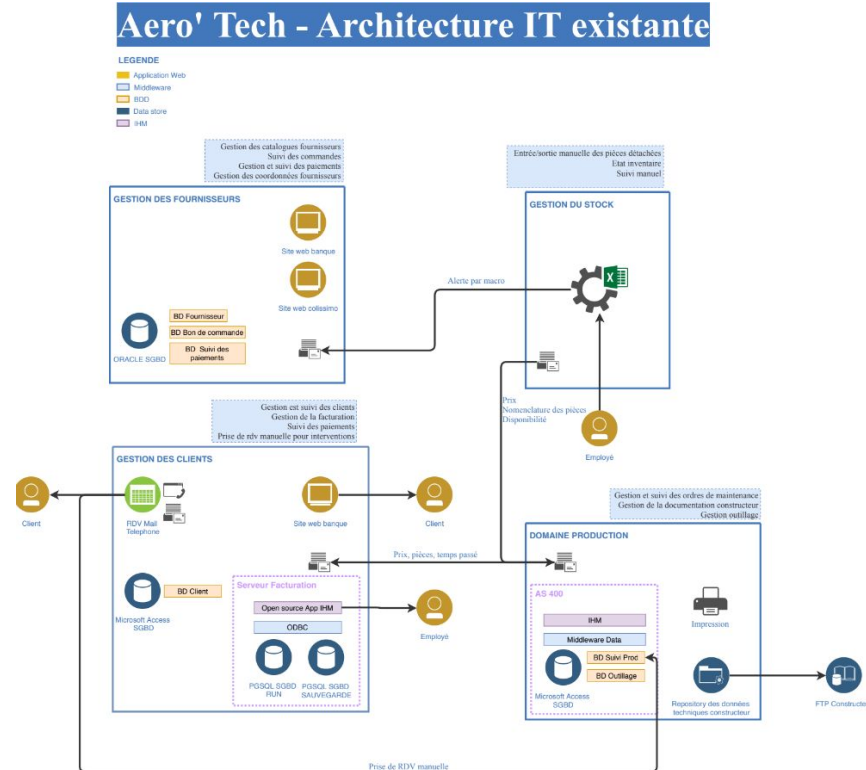 Aero' Tech - Architecture IT existante
LEGENDE
Application Web
Middleware
BDD
Data store
IHM
Gestion des catalogues fournisseurs
Suivi des commandes
Gestion et suivi des paiements
Gestion des coordonnées fournisseurs
GESTION DES FOURNISSEURS
Site web banque
Site web colissimo
ORACLE SGBD
BD Fournisseur
BD Bon de commande
BD Suivi des
paiements
Alerte par macro
Entrée/sortie manuelle des pièces détachées
Etat inventaire
Suivi manuel
GESTION DU STOCK
Prix
Nomenclature des pièces
Disponibilité
Employé
Gestion est suivi des clients
Gestion de la facturation
Suivi des paiements
Prise de rdv manuelle pour interventions
GESTION DES CLIENTS
Client
RDV Mail
Telephone
Site web banque
Client
Prix, pièces, temps passé
Microsoft Access
SGBD
BD Client
Serveur Facturation
Open source App IHM
ODBC
PGSQL SGBD
RUN
PGSQL SGBD
SAUVEGARDE
Employé
Gestion et suivi des ordres de maintenance
Gestion de la documentation constructeur
Gestion outillage
DOMAINE PRODUCTION
AS 400
IHM
Middleware Data
BD Suivi Prod
BD Outillage
Microsoft Access
SGBD
Impression
Repository des données
techniques constructeur
FTP Constructe
Prise de RDV manuelle